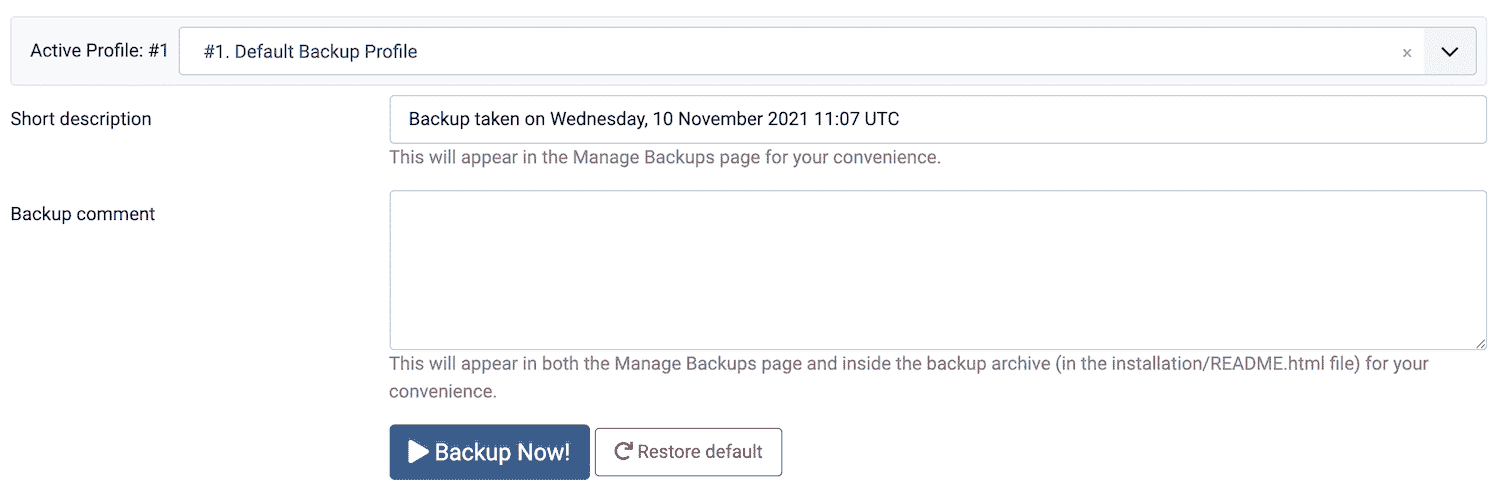 Active Profile: #1 #1. Default Backup Profile ×
Short description Backup taken on Wednesday, 10 November 2021 11:07 UTC
This will appear in the Manage Backups page for your convenience.
Backup comment
This will appear in both the Manage Backups page and inside the backup archive (in the installation/README.html file) for your
convenience.
Backup Now! Restore default